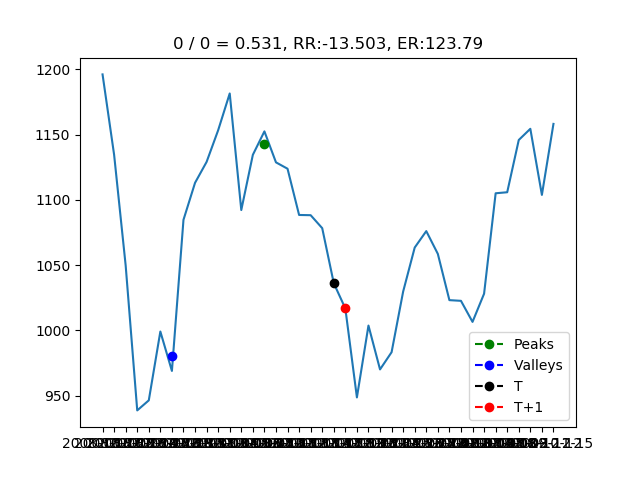 0 / 0 = 0.531, RR:-13.503, ER:123.79
1200
1150
1100
1050
1000
950
Peaks
Valleys
T
T+1